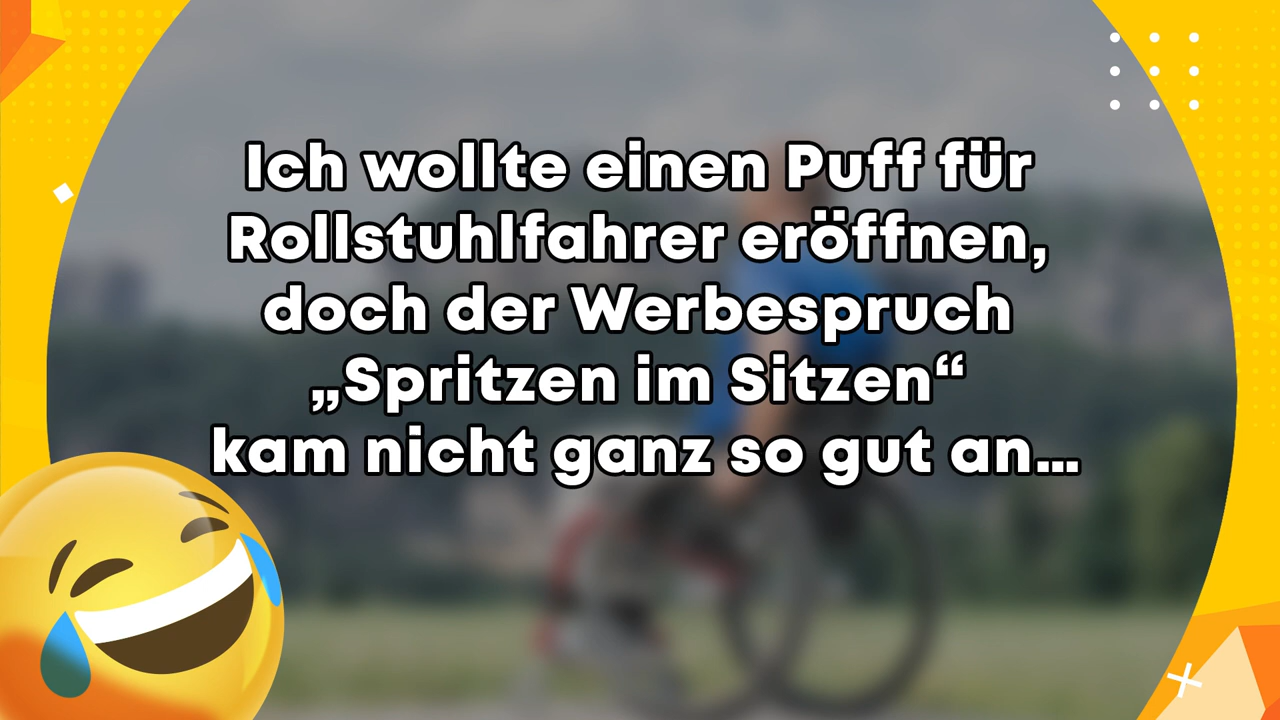 Ich wollte einen Puff für
Rollstuhlfahrer eröffnen,
doch der Werbespruch
„Spritzen im Sitzen“
kam nicht ganz so gut an...